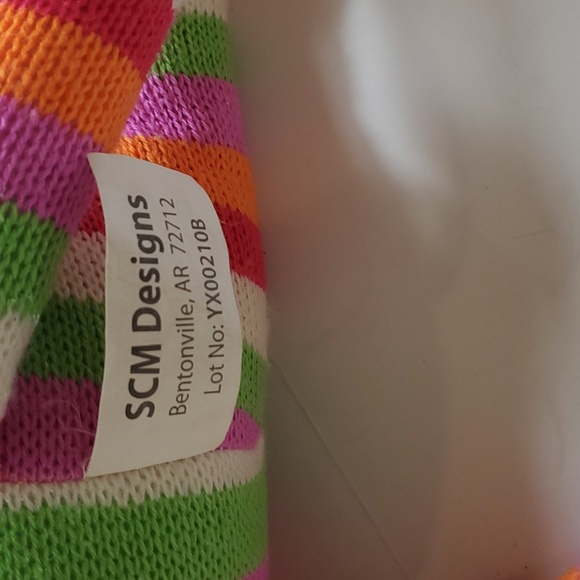 SCM Designs
Bentonville, AR 72712
Lot No: YX00210B